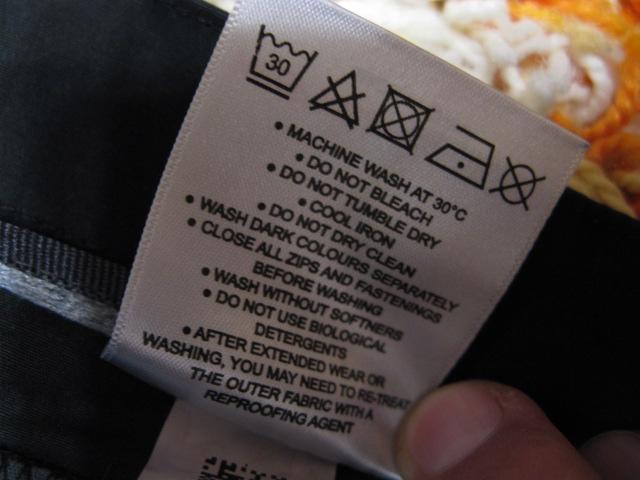 30
• MACHINE WASH AT 30°C
• DO NOT BLEACH
• DO NOT TUMBLE DRY
• COOL IRON
• DO NOT DRY CLEAN
• WASH DARK COLOURS SEPARATELY
• CLOSE ALL ZIPS AND FASTENINGS
BEFORE WASHING
• WASH WITHOUT SOFTNERS
• DO NOT USE BIOLOGICAL
DETERGENTS
• AFTER EXTENDED WEAR OR
WASHING, YOU MAY NEED TO RE-TREAT
THE OUTER FABRIC WITH A
REPROOFING AGENT